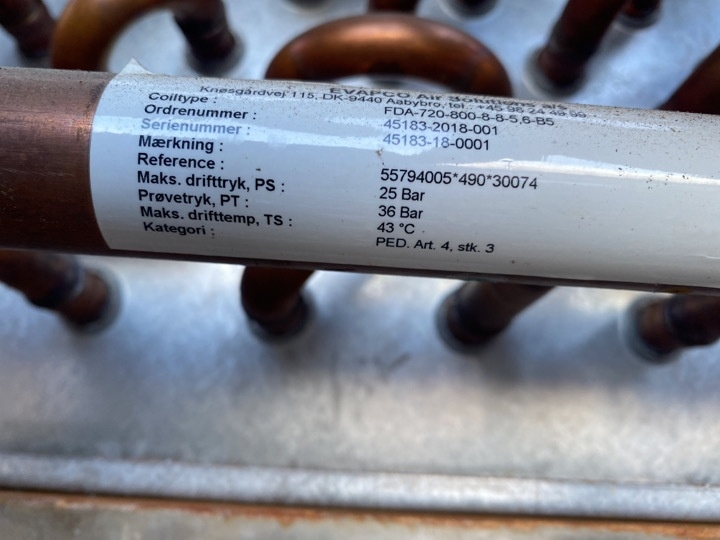 EVAPCO Air Solutions a/s
Knøsgårdvej 115, DK-9440 Aabybro, tel.: +45 98 24 49 99
Coiltype : FDA-720-800-8-8-5,6-B5
Ordrenummer : 45183-2018-001
Serienummer : 45183-18-0001
Mærkning :
Reference : 55794005*490*30074
Maks. drifttryk, PS : 25 Bar
Prøvetryk, PT : 36 Bar
Maks. drifttemp, TS : 43 °C
Kategori : PED. Art. 4, stk. 3